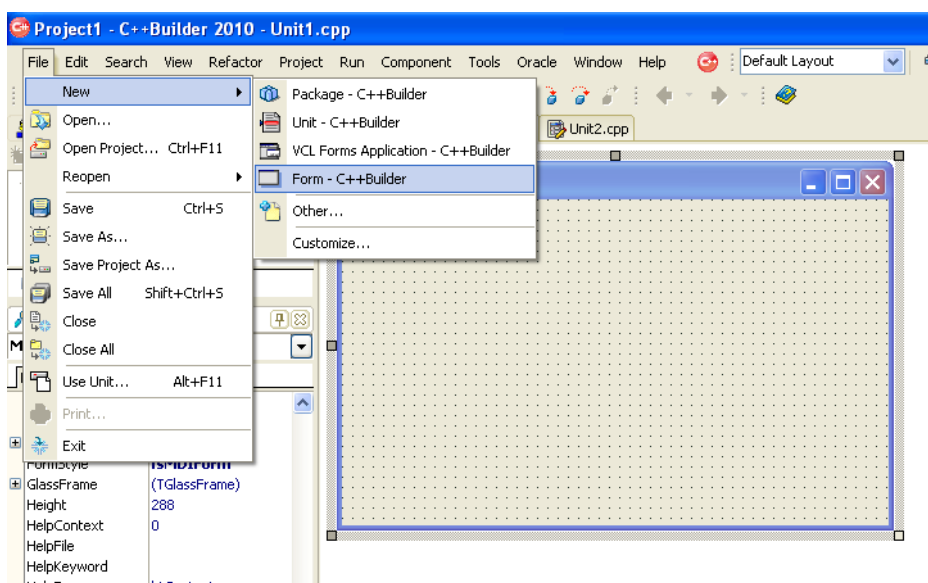 Project1 - C++Builder 2010 - Unit1.cpp
File Edit Search View Refactor Project Run Component Tools Oracle Window Help Default Layout
New
Open...
Open Project... Ctrl+F11
Reopen
Save Ctrl+S
Save As...
Save Project As...
Save All Shift+Ctrl+S
Close
Close All
Use Unit... Alt+F11
Print...
Exit
Package - C++Builder
Unit - C++Builder
VCL Forms Application - C++Builder
Form - C++Builder
Other...
Customize...
Unit2.cpp
M
FormStyle fsMDIForm
GlassFrame (TGlassFrame)
Height 288
HelpContext 0
HelpFile
HelpKeyword